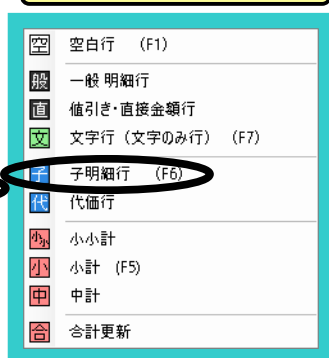 空 空白行 (F1)
般 一般 明細行
直 値引き・直接金額行
文 文字行（文字のみ行） (F7)
子 子明細行 (F6)
代 代価行
小小 小小計
小 小計 (F5)
中 中計
合 合計更新